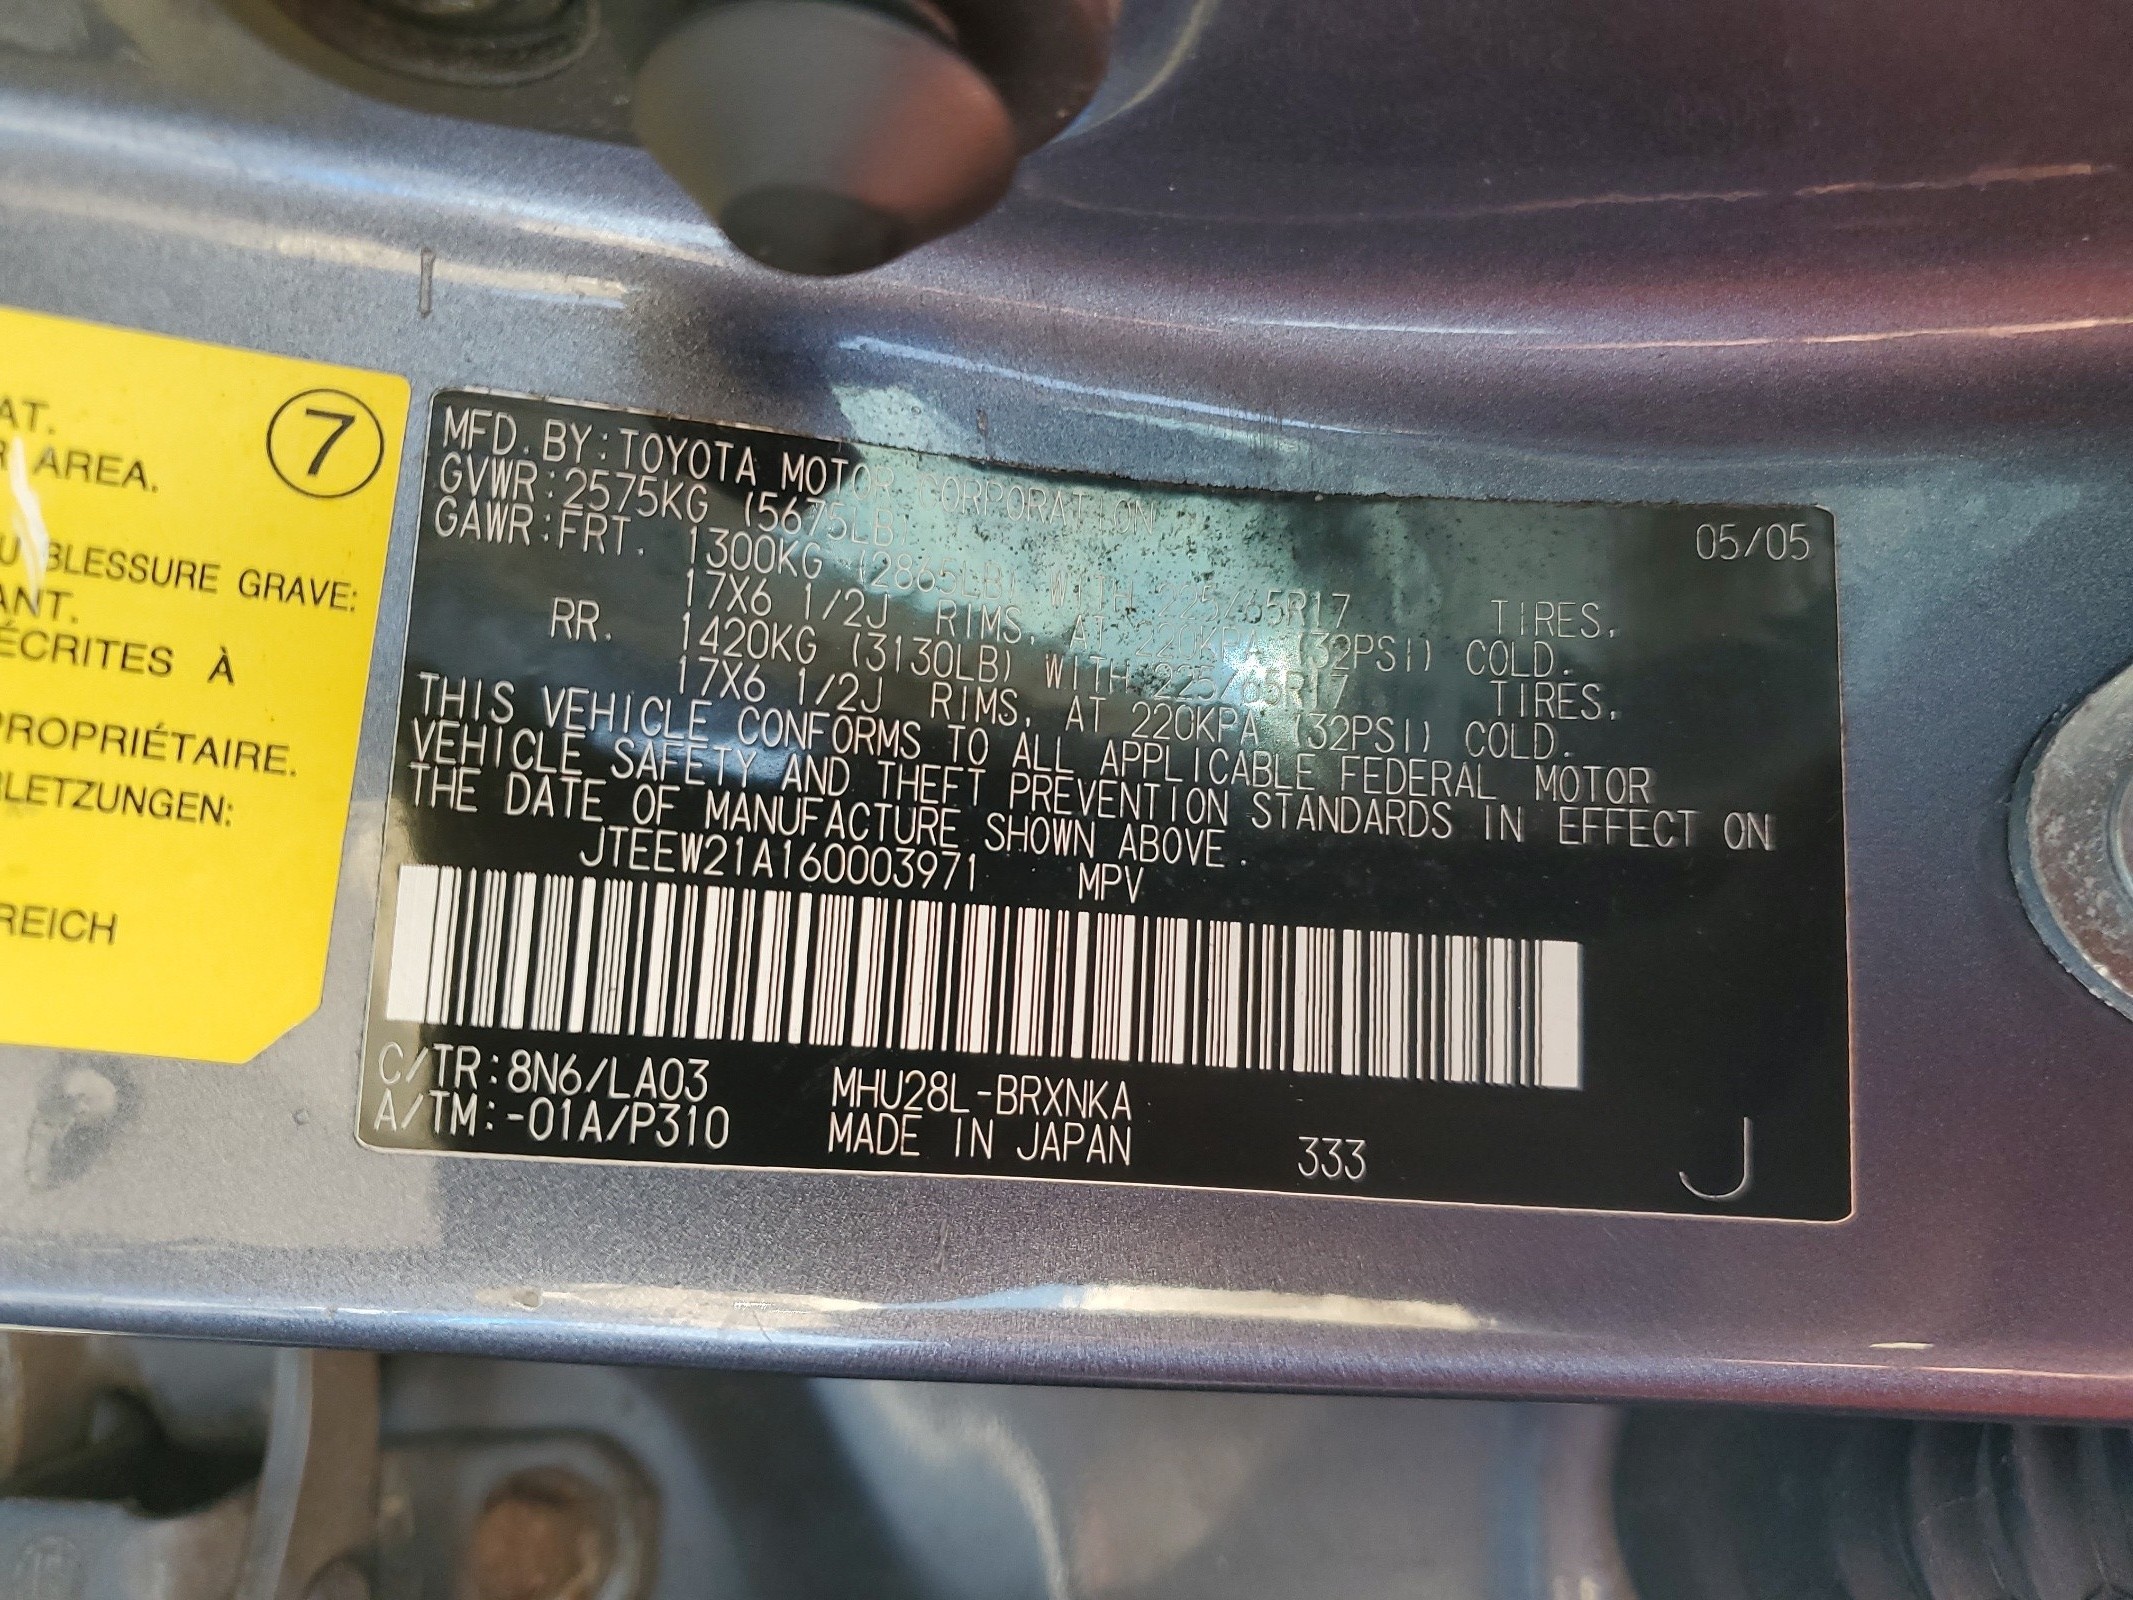 AT.
R AREA.
7
U BLESSURE GRAVE:
ANT.
ÉCRITES À
PROPRIÉTAIRE.
RLETZUNGEN:
REICH
MFD. BY: TOYOTA MOTOR CORPORATION 05/05
GVWR: 2575KG (5675LB)
GAWR: FRT. 1300KG (2865LB) WITH 225/65R17 TIRES,
17X6 1/2J RIMS, AT 220KPA (32PSI) COLD.
RR. 1420KG (3130LB) WITH 225/65R17 TIRES,
17X6 1/2J RIMS, AT 220KPA (32PSI) COLD.
THIS VEHICLE CONFORMS TO ALL APPLICABLE FEDERAL MOTOR
VEHICLE SAFETY AND THEFT PREVENTION STANDARDS IN EFFECT ON
THE DATE OF MANUFACTURE SHOWN ABOVE.
JTEEW21A160003971 MPV
C/TR: 8N6/LA03 MHU28L-BRXNKA
A/TM: -01A/P310 MADE IN JAPAN 333 J